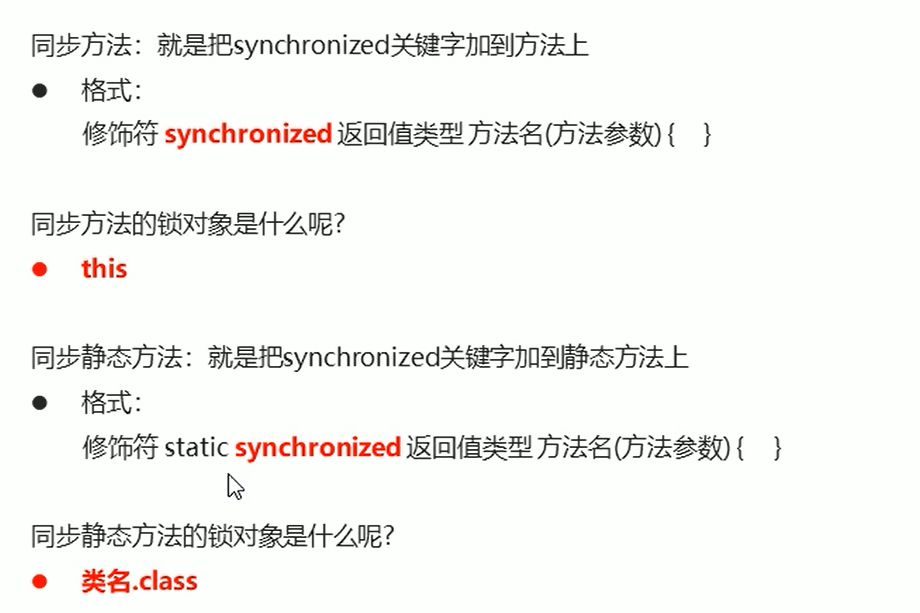 同步方法：就是把synchronized关键字加到方法上
● 格式：
修饰符 synchronized 返回值类型 方法名(方法参数) { }
同步方法的锁对象是什么呢?
● this
同步静态方法：就是把synchronized关键字加到静态方法上
● 格式：
修饰符 static synchronized 返回值类型 方法名(方法参数) { }
同步静态方法的锁对象是什么呢?
● 类名.class